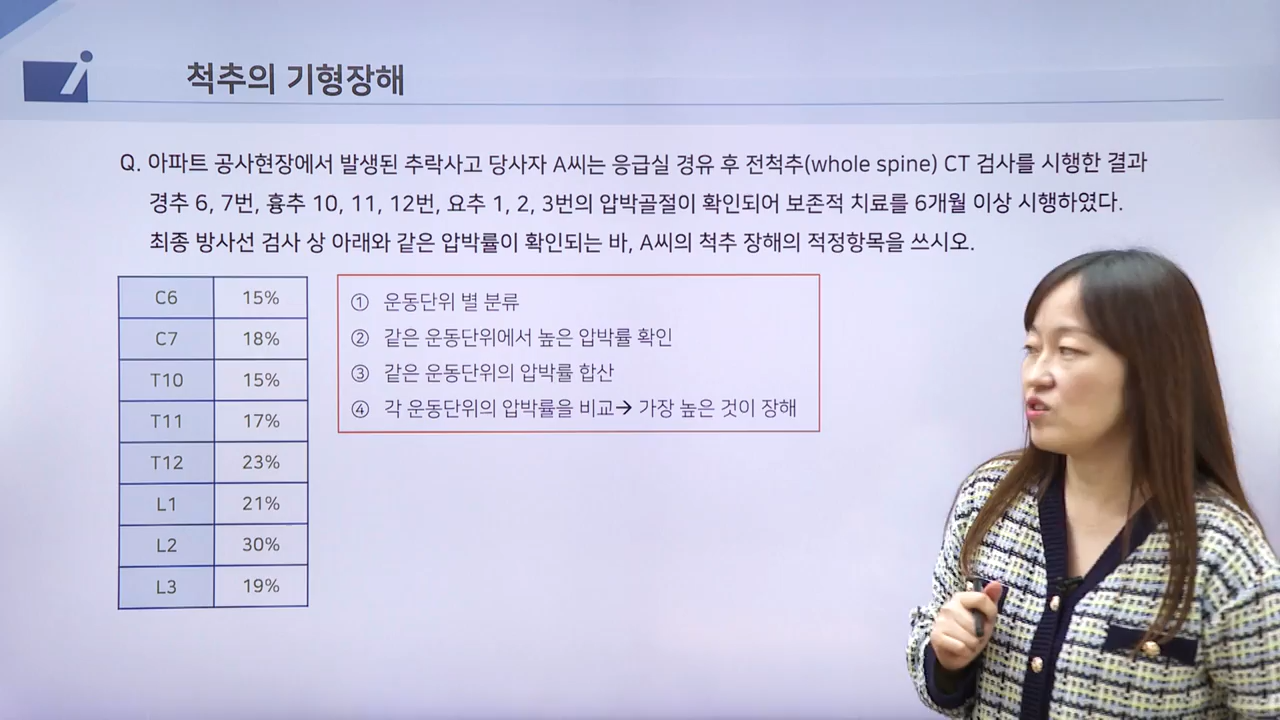 척추의 기형장해
Q. 아파트 공사현장에서 발생된 추락사고 당사자 A씨는 응급실 경유 후 전척추(whole spine) CT 검사를 시행한 결과
경추 6, 7번, 흉추 10, 11, 12번, 요추 1, 2, 3번의 압박골절이 확인되어 보존적 치료를 6개월 이상 시행하였다.
최종 방사선 검사 상 아래와 같은 압박률이 확인되는 바, A씨의 척추 장해의 적정항목을 쓰시오.
C6 15%
C7 18%
T10 15%
T11 17%
T12 23%
L1 21%
L2 30%
L3 19%
① 운동단위 별 분류
② 같은 운동단위에서 높은 압박률 확인
③ 같은 운동단위의 압박률 합산
④ 각 운동단위의 압박률을 비교→ 가장 높은 것이 장해